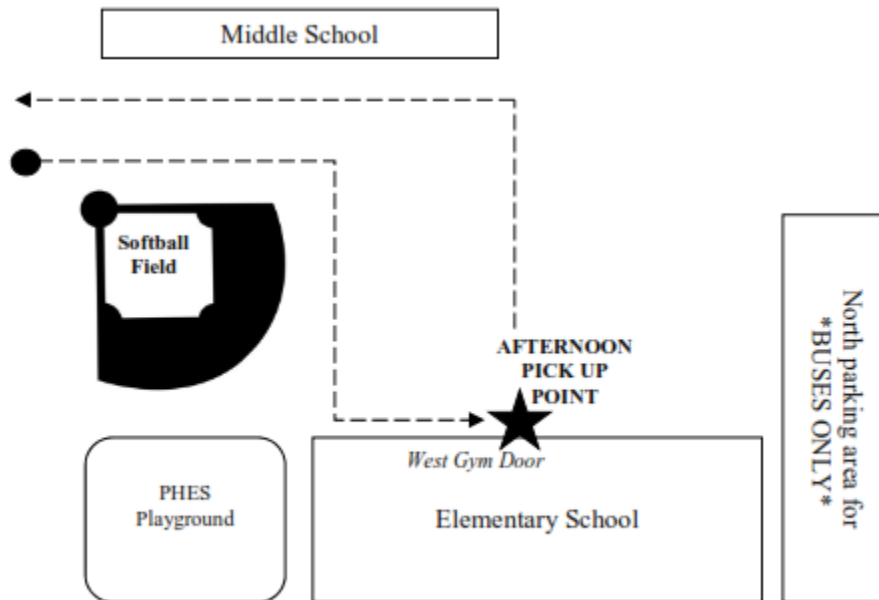 Middle School
Softball
Field
AFTERNOON
PICK UP
POINT
West Gym Door
PHES
Playground
Elementary School
North parking area for
*BUSES ONLY*